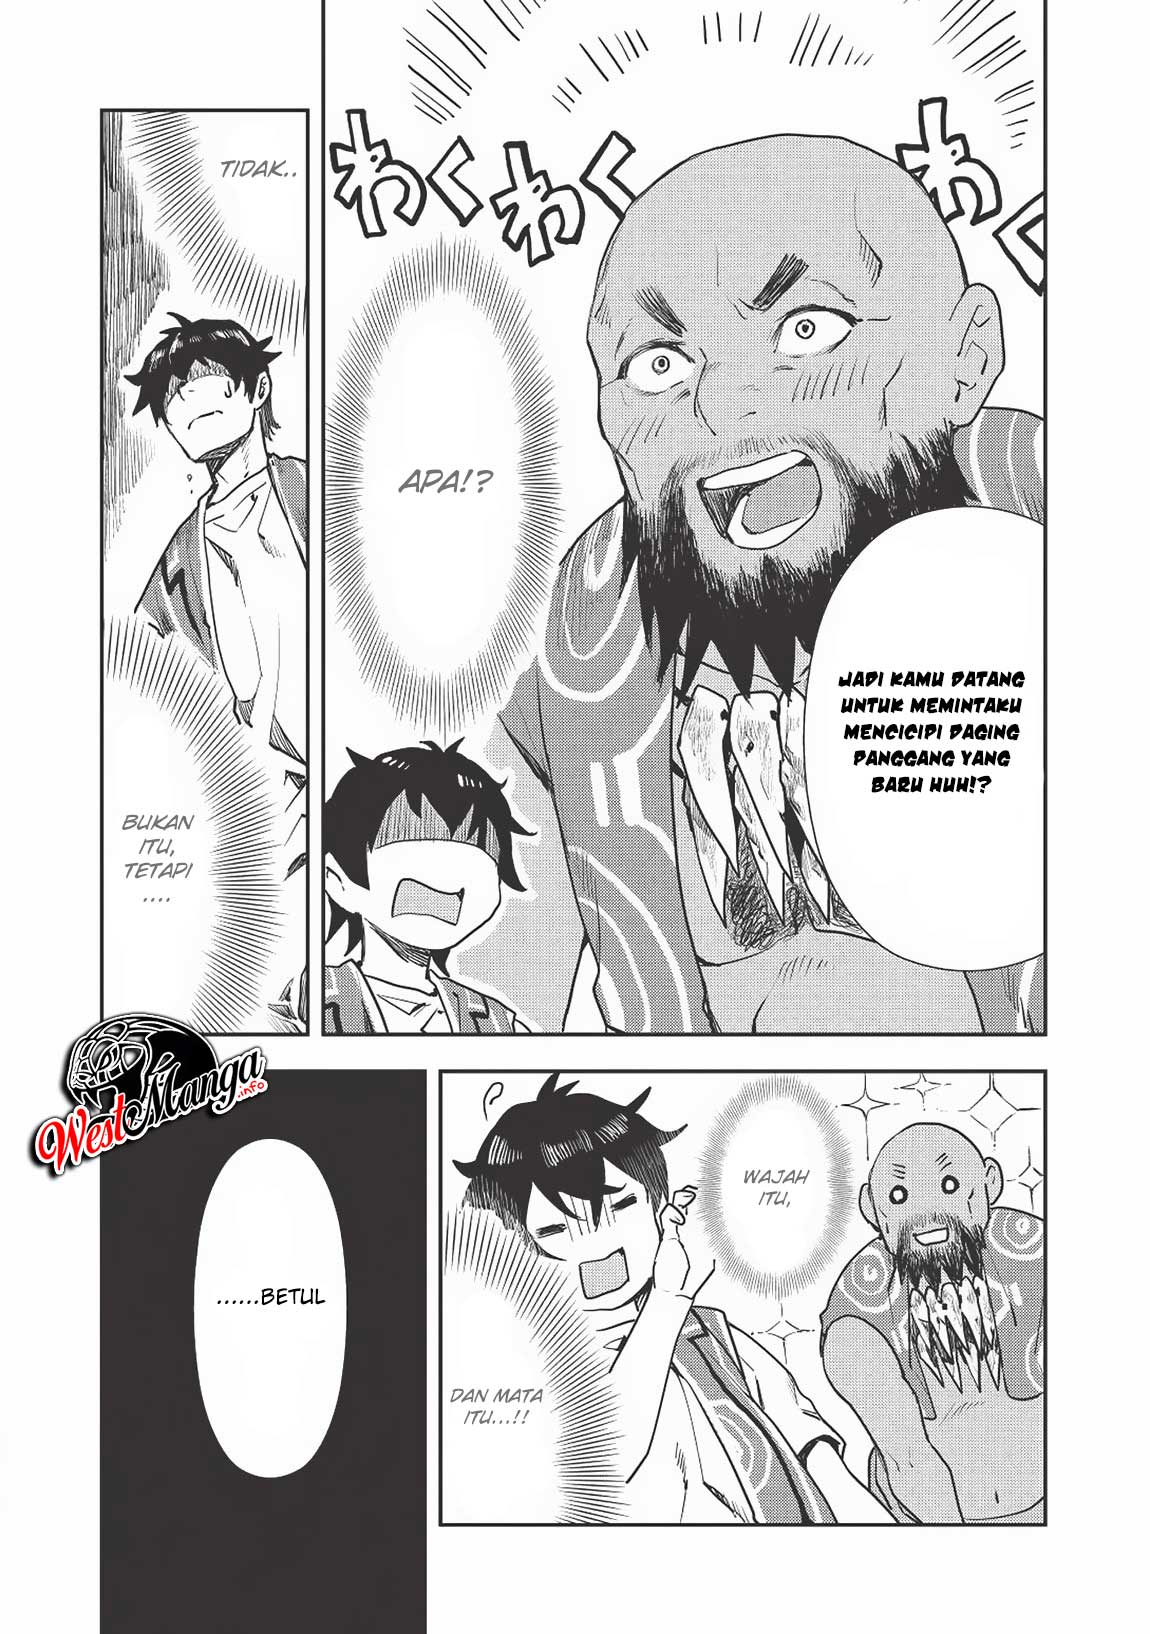 わくわくわく
JADI KAMU DATANG
UNTUK MEMINTAKU
MENCICIPI DAGING
PANGGANG YANG
BARU HUH!?
APA!?
TIDAK..
BUKAN
ITU,
TETAPI
....
WAJAH
ITU,
DAN MATA
ITU...!!
......BETUL
WestManga
.info